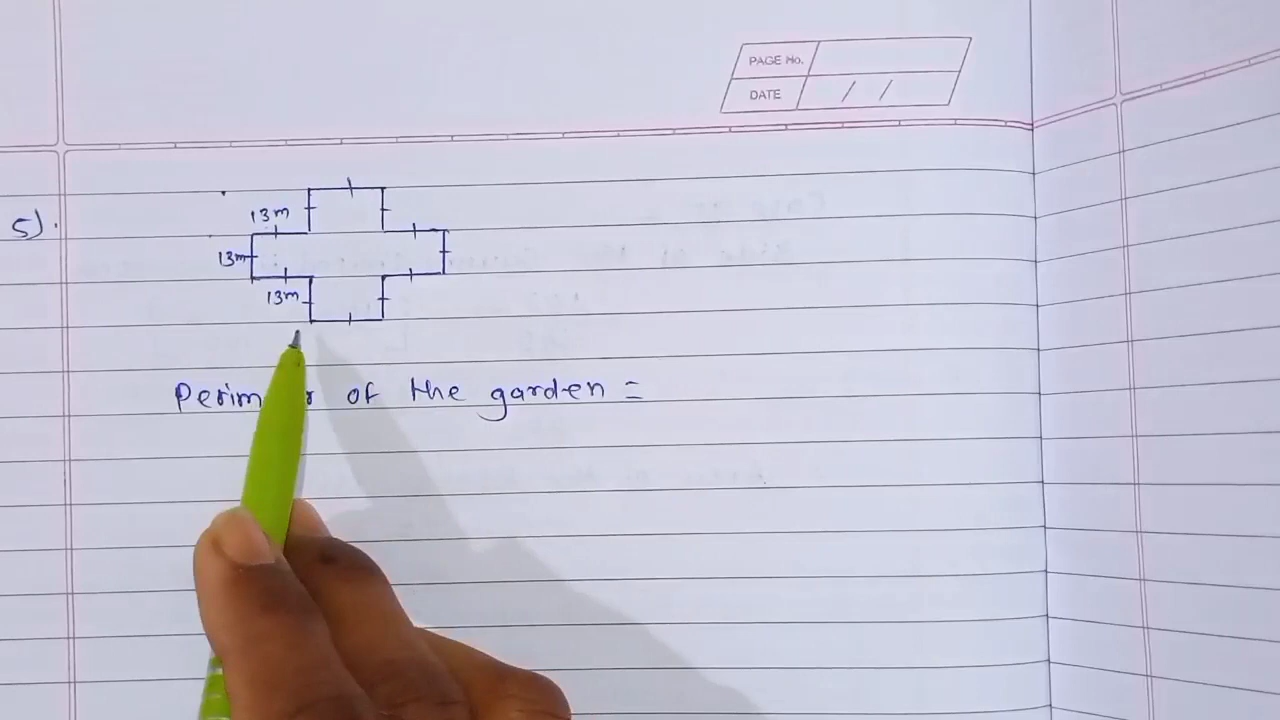 PAGE No.
DATE / /
5).
13m
13m
13m
of the garden =